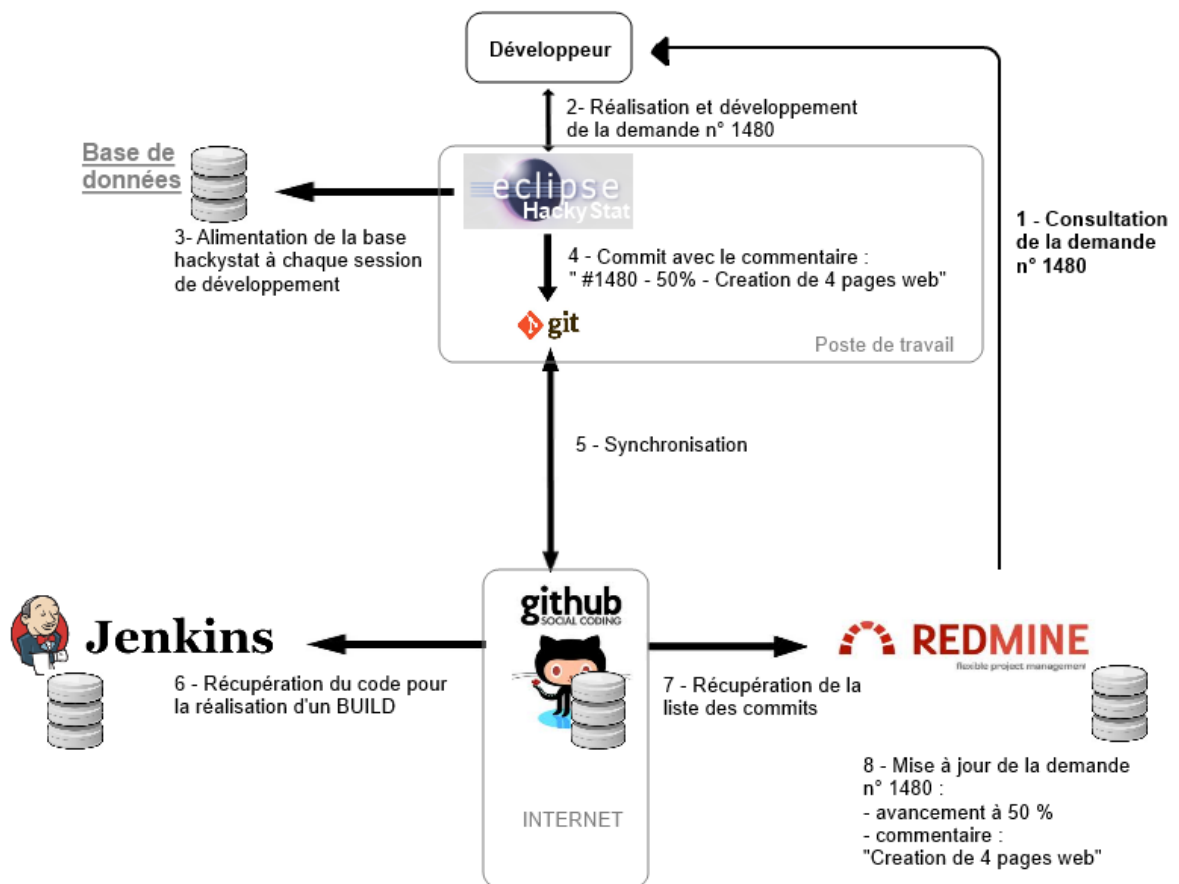 Développeur
2- Réalisation et développement
de la demande n° 1480
Base de
données
eclipse
HackyStat
1 - Consultation
de la demande
n° 1480
3- Alimentation de la base
hackystat à chaque session
de développement
4 - Commit avec le commentaire :
" #1480 - 50% - Creation de 4 pages web"
git
Poste de travail
5 - Synchronisation
github
SOCIAL CODING
Jenkins
REDMINE
flexible project management
6 - Récupération du code pour
la réalisation d'un BUILD
7 - Récupération de la
liste des commits
8 - Mise à jour de la demande
n° 1480 :
- avancement à 50 %
- commentaire :
"Creation de 4 pages web"
INTERNET